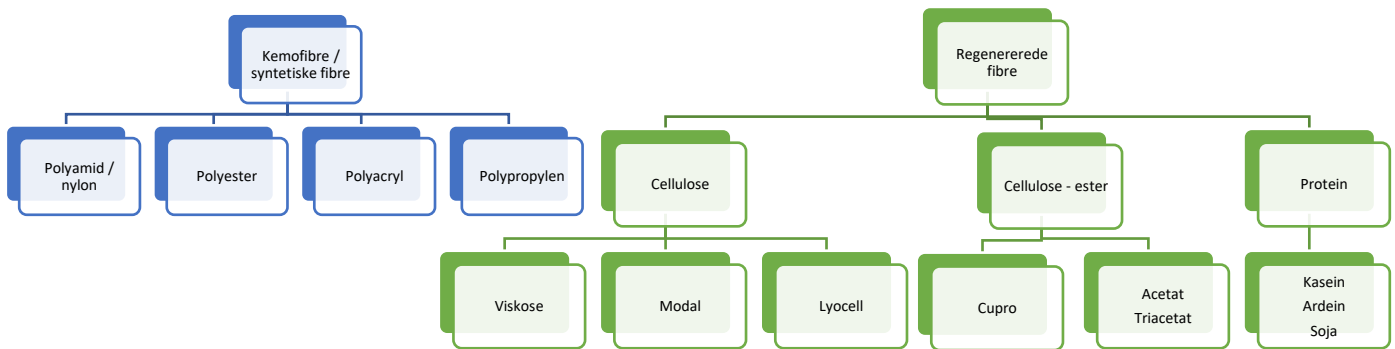 Kemofibre /
syntetiske fibre
Regenererede
fibre
Polyamid /
nylon
Polyester
Polyacryl
Polypropylen
Cellulose
Cellulose - ester
Protein
Viskose
Modal
Lyocell
Cupro
Acetat
Triacetat
Kasein
Ardein
Soja